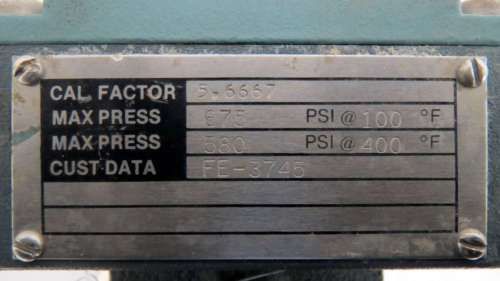 CAL FACTOR 5.6667
MAX PRESS 675 PSI @ 100 °F
MAX PRESS 580 PSI @ 400 °F
CUST DATA FE-3745